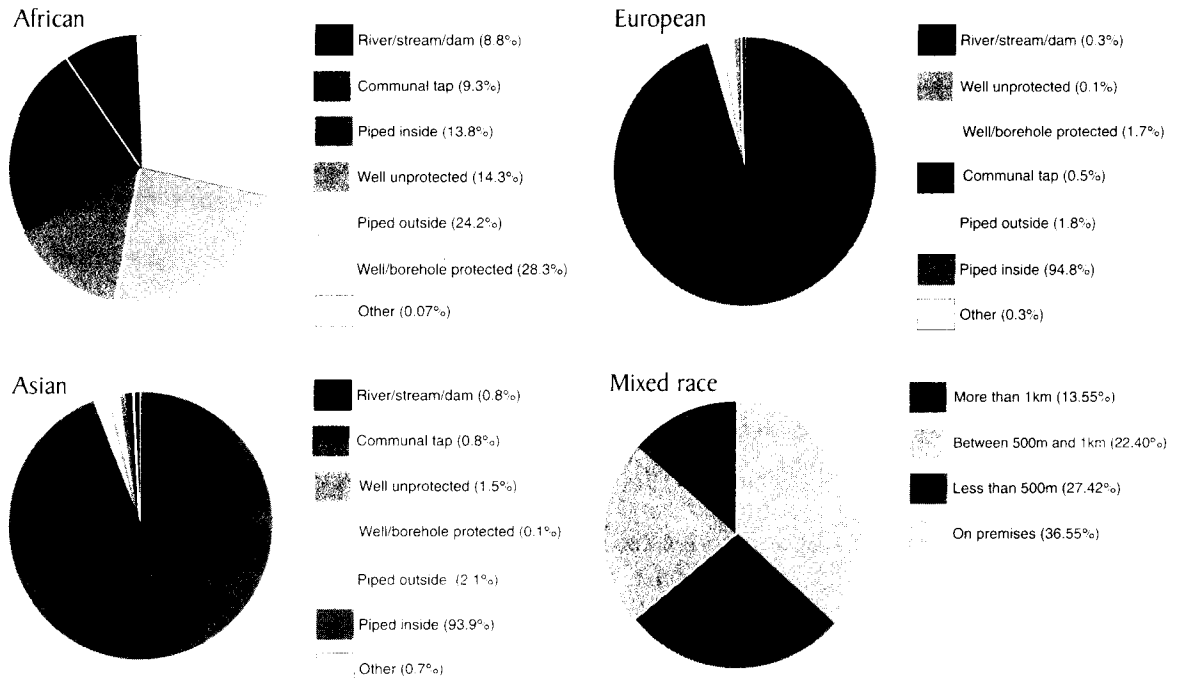 African
River/stream/dam (8.8%)
Communal tap (9.3%)
Piped inside (13.8%)
Well unprotected (14.3%)
Piped outside (24.2%)
Well/borehole protected (28.3%)
Other (0.07%)
European
River/stream/dam (0.3%)
Well unprotected (0.1%)
Well/borehole protected (1.7%)
Communal tap (0.5%)
Piped outside (1.8%)
Piped inside (94.8%)
Other (0.3%)
Asian
River/stream/dam (0.8%)
Communal tap (0.8%)
Well unprotected (1.5%)
Well/borehole protected (0.1%)
Piped outside (2.1%)
Piped inside (93.9%)
Other (0.7%)
Mixed race
More than 1km (13.55%)
Between 500m and 1km (22.40%)
Less than 500m (27.42%)
On premises (36.55%)